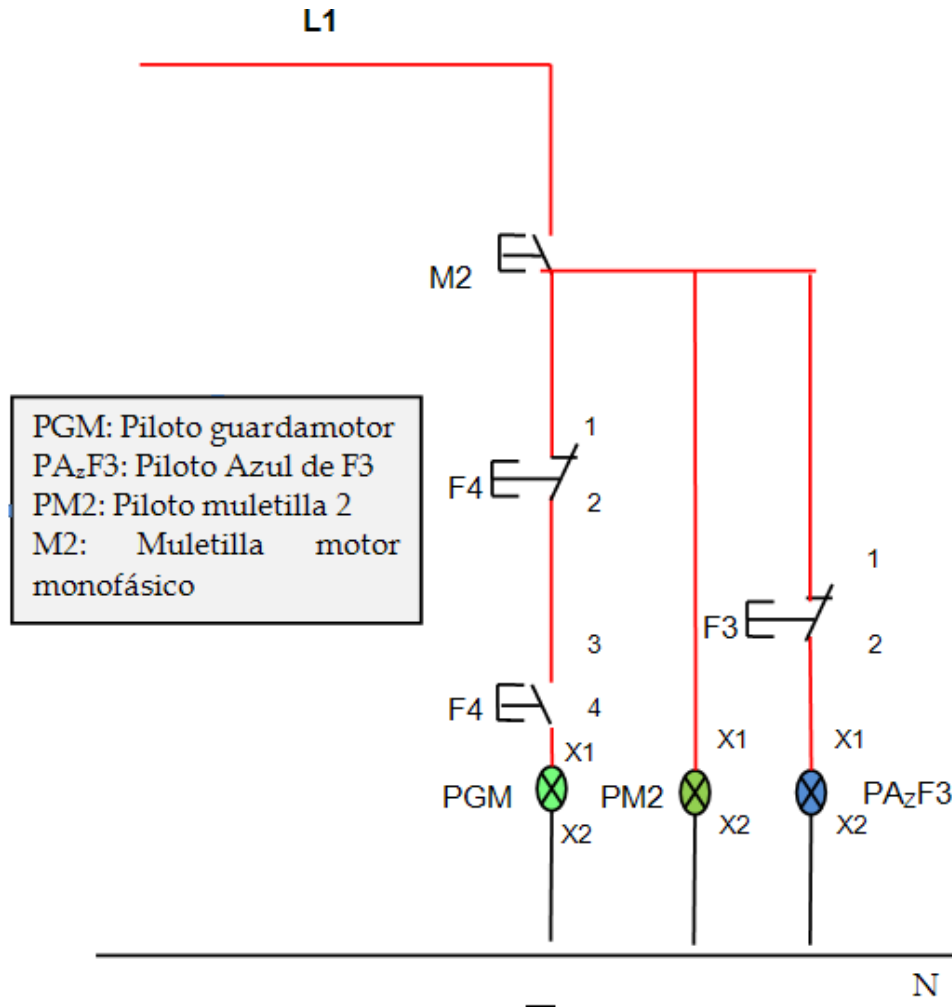 L1
M2
PGM: Piloto guardamotor
PAzF3: Piloto Azul de F3
PM2: Piloto muletilla 2
M2: Muletilla motor
monofásico
1
F4
2
1
F3
2
3
F4
4
X1
X1
X1
PGM
PM2
PAZF3
X2
X2
X2
N